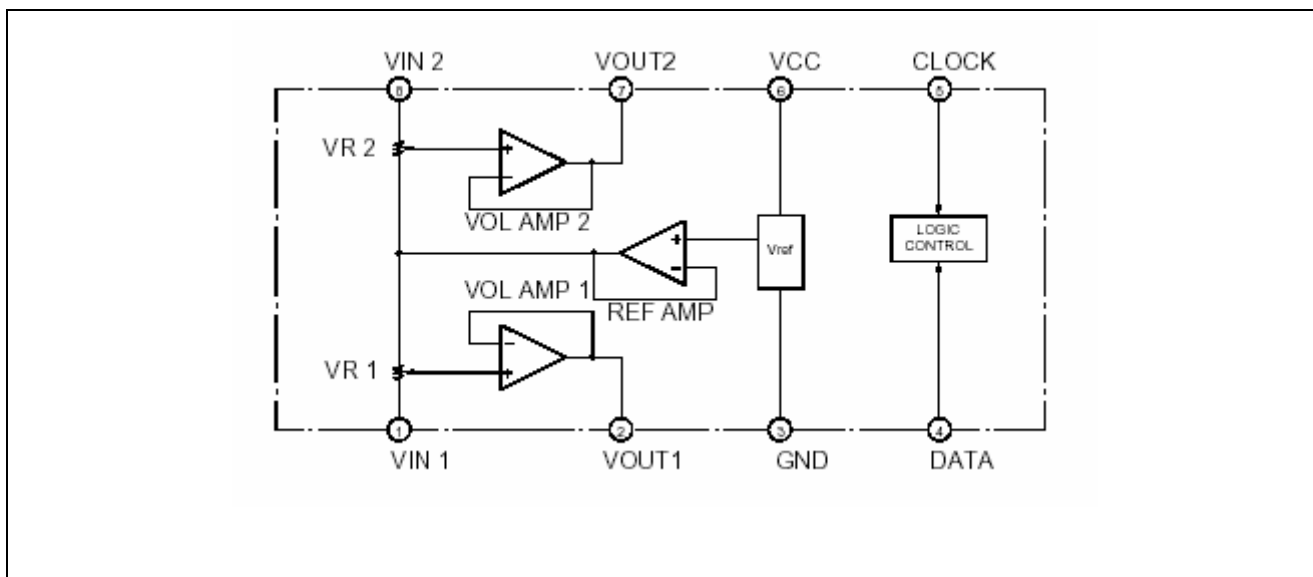 VIN 2 VOUT2 VCC CLOCK
8 7 6 5
VR 2
+
−
VOL AMP 2
LOGIC
CONTROL
+
−
Vref
VOL AMP 1
REF AMP
−
+
VR 1
1 2 3 4
VIN 1 VOUT1 GND DATA